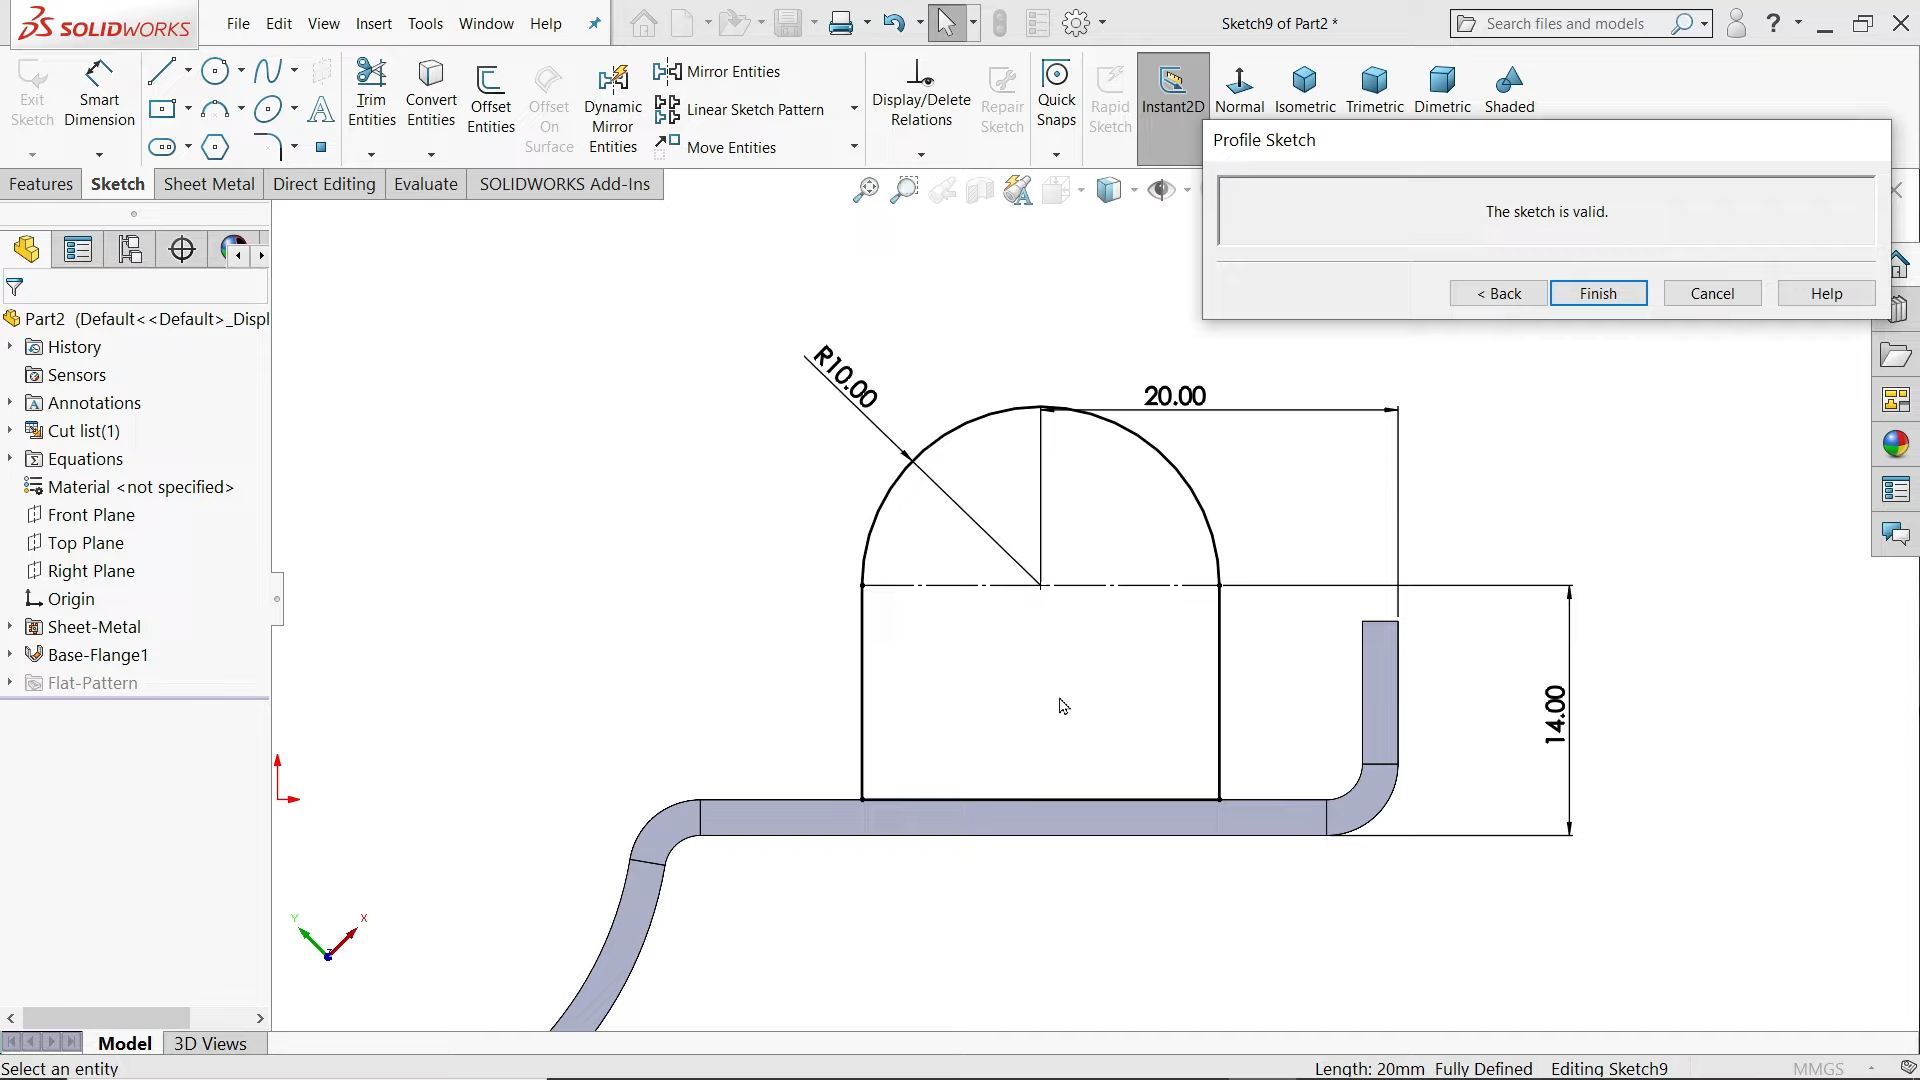 SOLIDWORKS
File Edit View Insert Tools Window Help
Sketch9 of Part2 *
Search files and models
?
Exit Sketch
Smart Dimension
Trim Entities
Convert Entities
Offset Entities
Offset On Surface
Dynamic Mirror Entities
Mirror Entities
Linear Sketch Pattern
Move Entities
Display/Delete Relations
Repair Sketch
Quick Snaps
Rapid Sketch
Instant2D
Normal
Isometric
Trimetric
Dimetric
Shaded
Features Sketch Sheet Metal Direct Editing Evaluate SOLIDWORKS Add-Ins
Profile Sketch
The sketch is valid.
< Back Finish Cancel Help
Part2 (Default<<Default>_Displ
History
Sensors
Annotations
Cut list(1)
Equations
Material <not specified>
Front Plane
Top Plane
Right Plane
Origin
Sheet-Metal
Base-Flange1
Flat-Pattern
R10.00
20.00
14.00
Y X
Z
Model 3D Views
Select an entity
Length: 20mm Fully Defined Editing Sketch9 MMGS